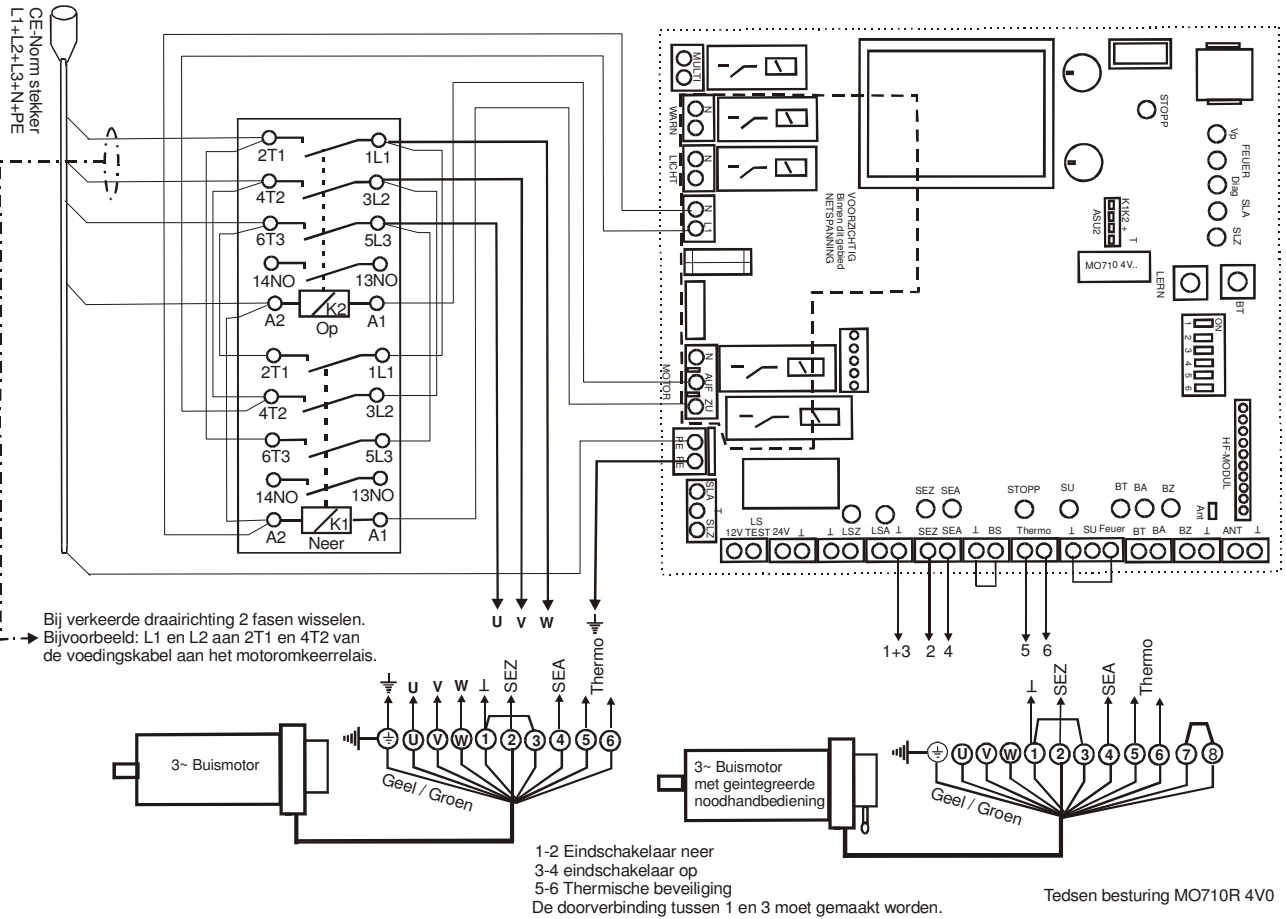 CE-Norm stekker
L1+L2+L3+N+PE
2T1 1L1
4T2 3L2
6T3 5L3
14NO 13NO
A2 K2 A1
Op
2T1 1L1
4T2 3L2
6T3 5L3
14NO 13NO
A2 K1 A1
Neer
MULTI
WARN
N
LICHT
N
N
L1
VOORZICHTIG
Binnen dit gebied
NETSPANNING
MOTOR
N
AUF
ZU
PE
PE
SLA
T
SLZ
STOPP
Vp
FEUER
Diag
SLA
SLZ
K1K2 + T
ASU2
MO710 4V..
LERN
BT
ON
1
2
3
4
5
6
HF-MODUL
Ant
SEZ SEA STOPP SU BT BA BZ
LS
12V TEST 24V ⊥ ⊥ LSZ LSA ⊥ SEZ SEA ⊥ BS Thermo ⊥ SU Feuer BT BA BZ ⊥ ANT ⊥
U V W
1+3 2 4 5 6
Bij verkeerde draairichting 2 fasen wisselen.
Bijvoorbeeld: L1 en L2 aan 2T1 en 4T2 van
de voedingskabel aan het motoromkeerrelais.
U V W ⊥ SEZ SEA Thermo
U V W 1 2 3 4 5 6
3~ Buismotor
Geel / Groen
⊥ SEZ SEA Thermo
U V W 1 2 3 4 5 6 7 8
3~ Buismotor
met geintegreerde
noodhandbediening
Geel / Groen
1-2 Eindschakelaar neer
3-4 eindschakelaar op
5-6 Thermische beveiliging
De doorverbinding tussen 1 en 3 moet gemaakt worden.
Tedsen besturing MO710R 4V0